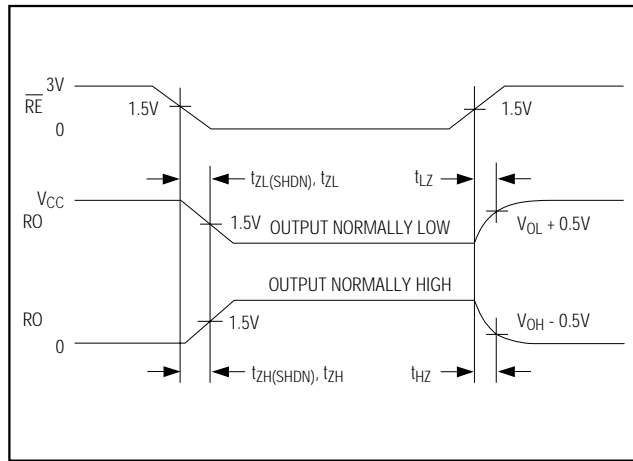 3V
RE
1.5V
1.5V
0
tZL(SHDN), tZL
tLZ
VCC
RO
1.5V
OUTPUT NORMALLY LOW
VOL + 0.5V
OUTPUT NORMALLY HIGH
RO
1.5V
VOH - 0.5V
0
tZH(SHDN), tZH
tHZ